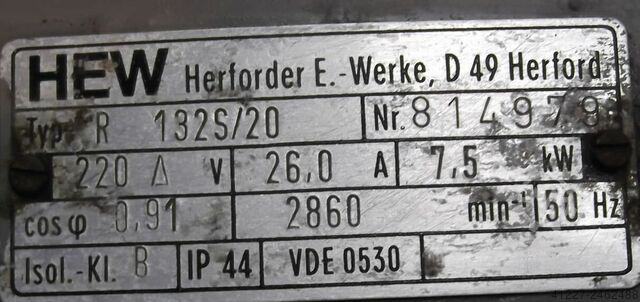 HEW Herforder E.-Werke, D 49 Herford
Typ R 132S/20 Nr. 814979
220 Δ V 26,0 A 7,5 kW
cos φ 0,91 2860 min⁻¹ 50 Hz
Isol.-Kl. B IP 44 VDE 0530